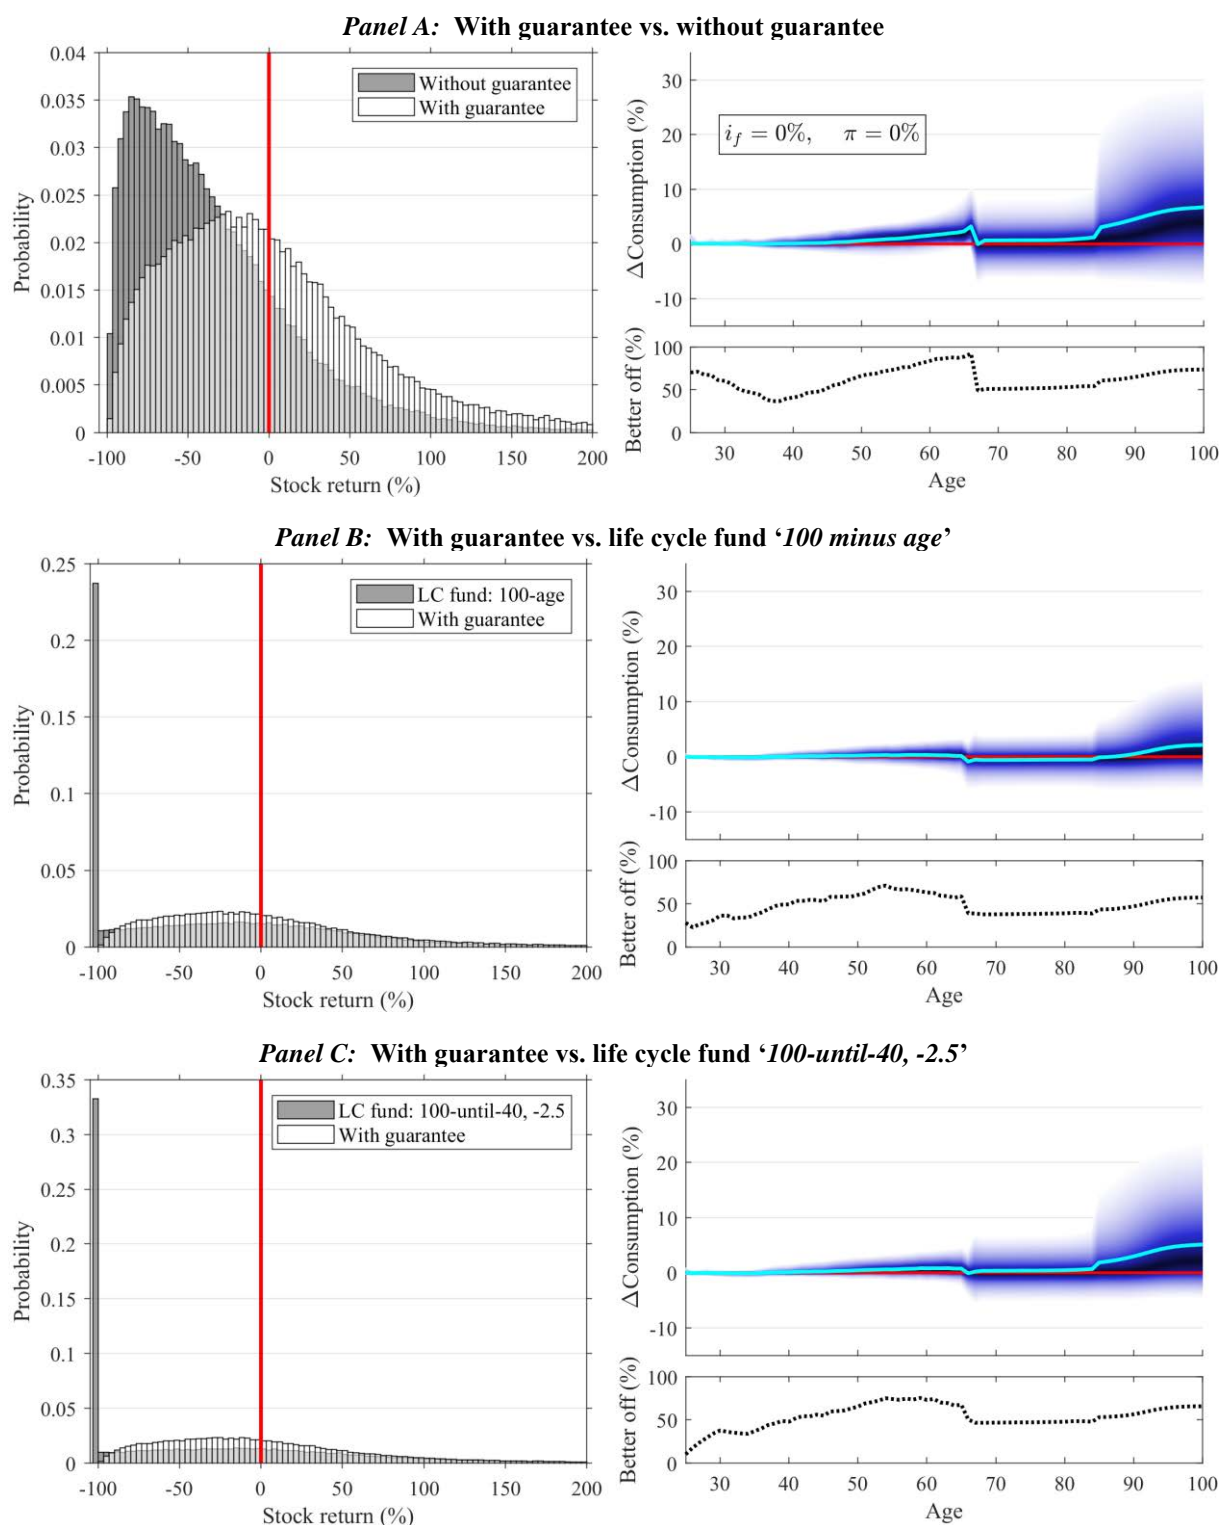 Panel A: With guarantee vs. without guarantee
0.04
0.035
0.03
0.025
0.02
0.015
0.01
0.005
0
Probability
Without guarantee
With guarantee
-100 -50 0 50 100 150 200
Stock return (%)
30
20
10
0
-10
ΔConsumption (%)
i_f = 0%, π = 0%
100
50
0
Better off (%)
30 40 50 60 70 80 90 100
Age
Panel B: With guarantee vs. life cycle fund ‘100 minus age’
0.25
0.2
0.15
0.1
0.05
0
Probability
LC fund: 100-age
With guarantee
-100 -50 0 50 100 150 200
Stock return (%)
30
20
10
0
-10
ΔConsumption (%)
100
50
0
Better off (%)
30 40 50 60 70 80 90 100
Age
Panel C: With guarantee vs. life cycle fund ‘100-until-40, -2.5’
0.35
0.3
0.25
0.2
0.15
0.1
0.05
0
Probability
LC fund: 100-until-40, -2.5
With guarantee
-100 -50 0 50 100 150 200
Stock return (%)
30
20
10
0
-10
ΔConsumption (%)
100
50
0
Better off (%)
30 40 50 60 70 80 90 100
Age